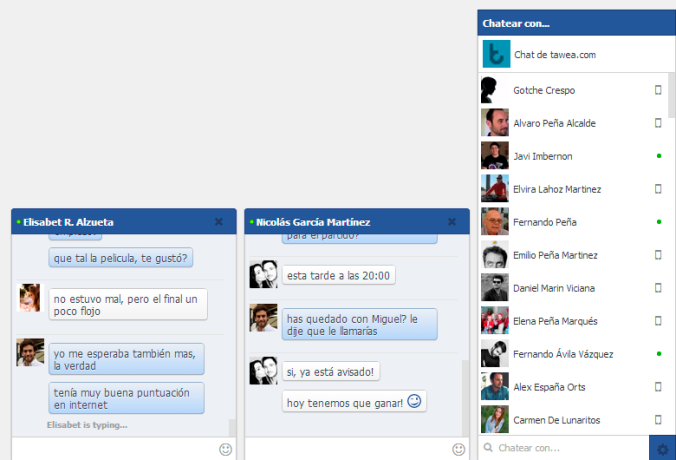 Elisabet R. Alzueta
que tal la pelicula, te gustó?
no estuvo mal, pero el final un
poco flojo
yo me esperaba también mas,
la verdad
tenía muy buena puntuación
en internet
Elisabet is typing...
Nicolás García Martínez
para el partido?
esta tarde a las 20:00
has quedado con Miguel? le
dije que le llamarías
si, ya está avisado!
hoy tenemos que ganar!
Chatear con...
Chat de tawea.com
Gotche Crespo
Alvaro Peña Alcalde
Javi Imbernon
Elvira Lahoz Martinez
Fernando Peña
Emilio Peña Martinez
Daniel Marin Viciana
Elena Peña Marqués
Fernando Ávila Vázquez
Alex España Orts
Carmen De Lunaritos
Chatear con...